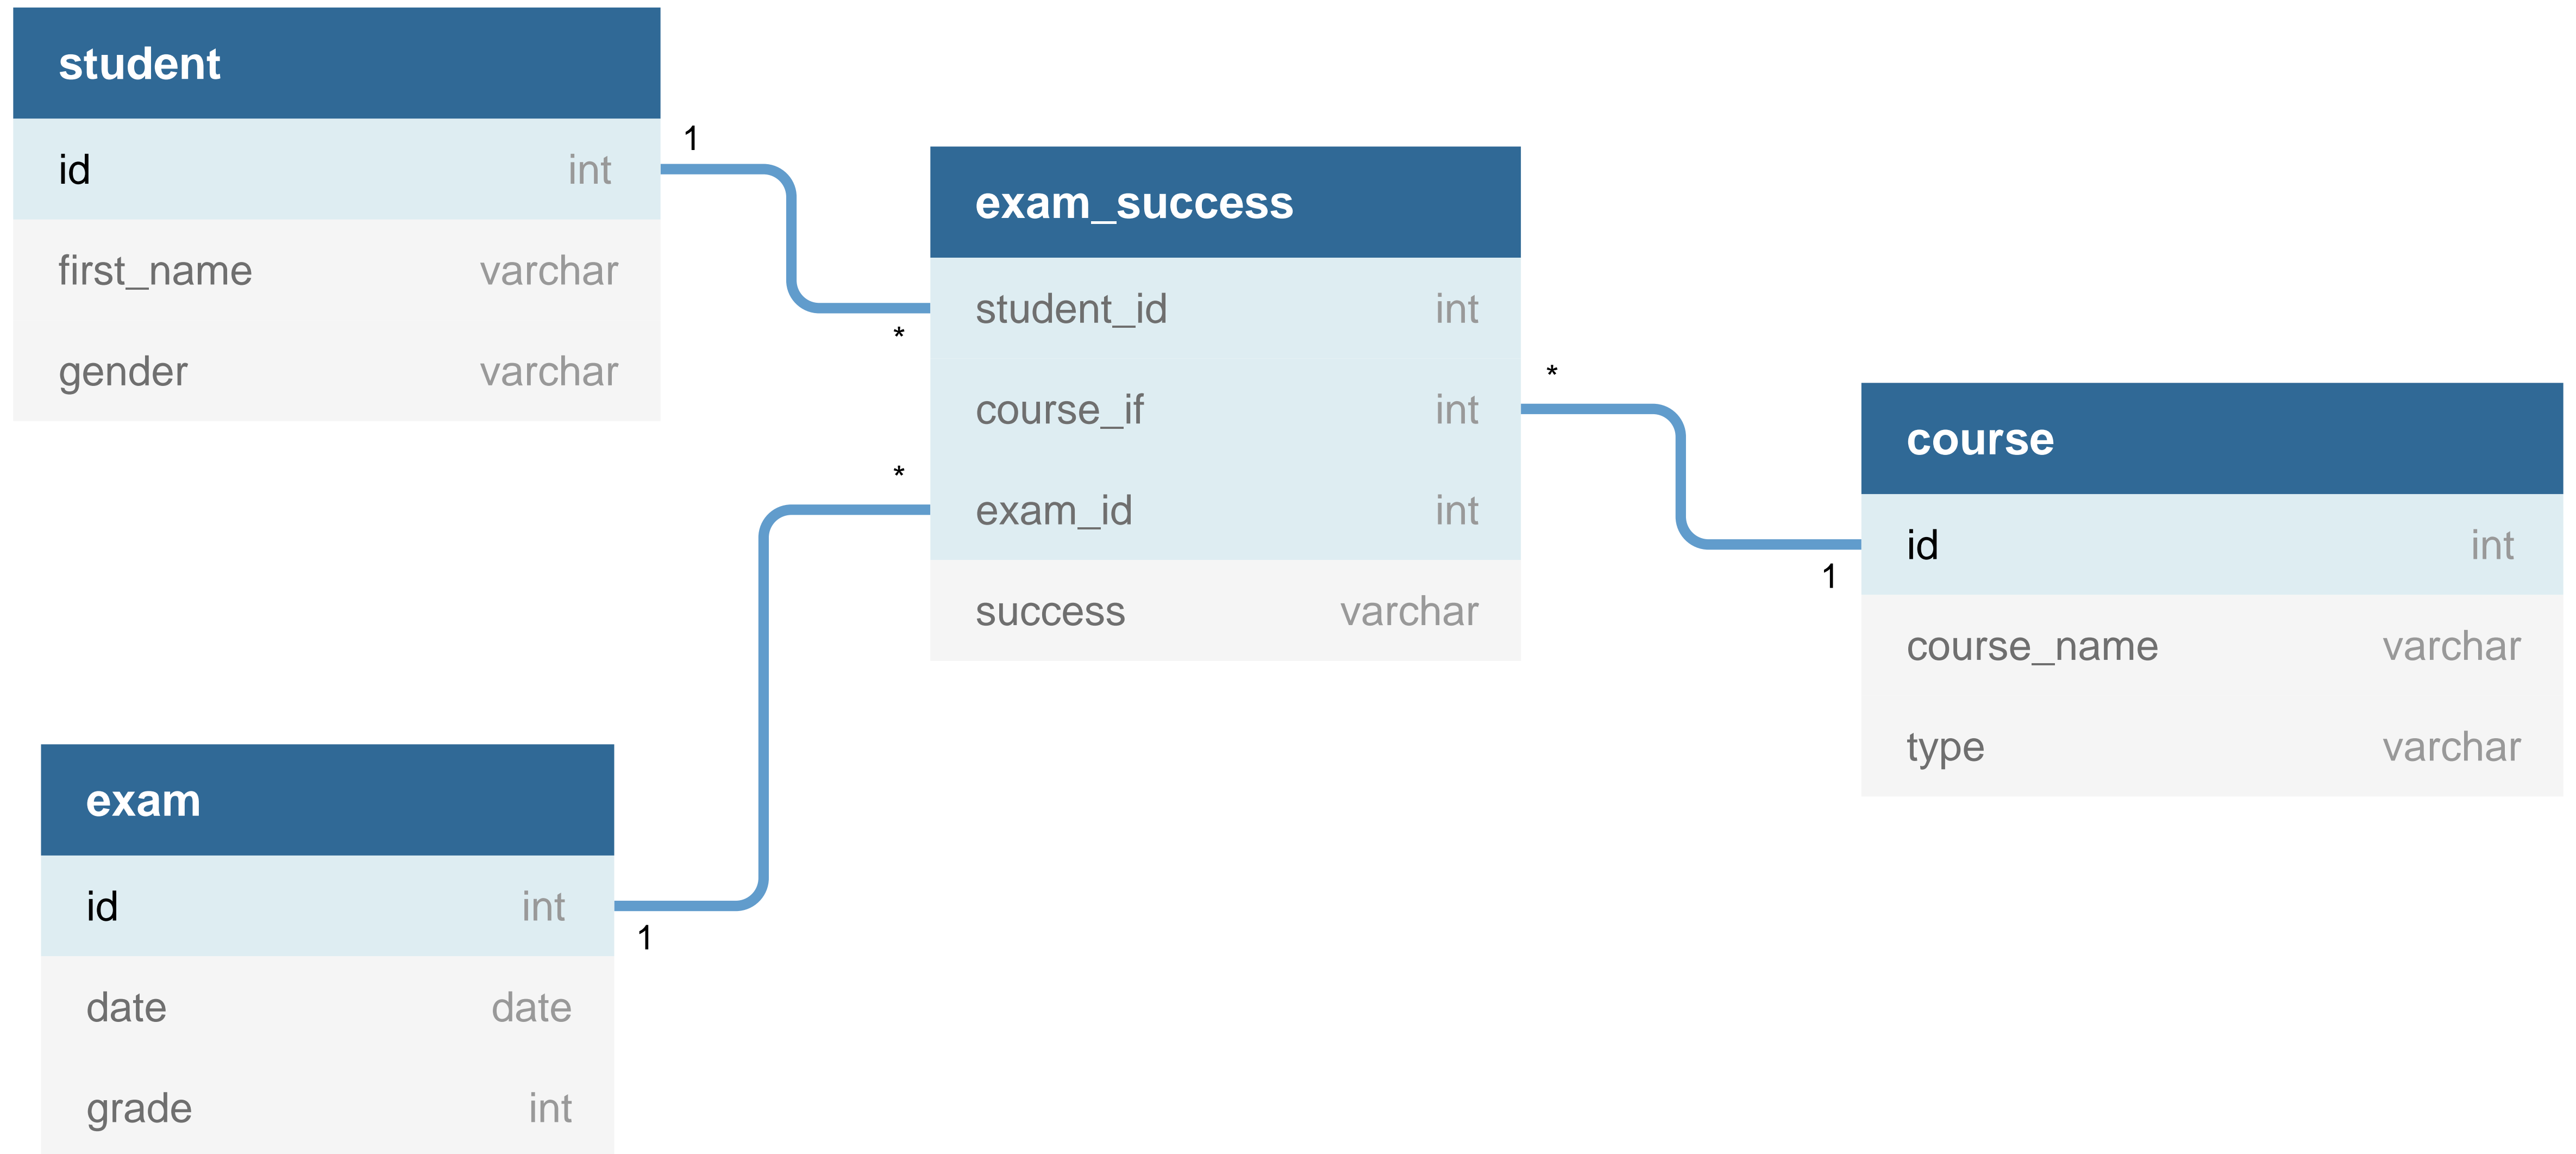 student
id int
first_name varchar
gender varchar
1
*
exam_success
student_id int
course_if int
exam_id int
success varchar
*
*
1
course
id int
course_name varchar
type varchar
exam
id int
date date
grade int
1